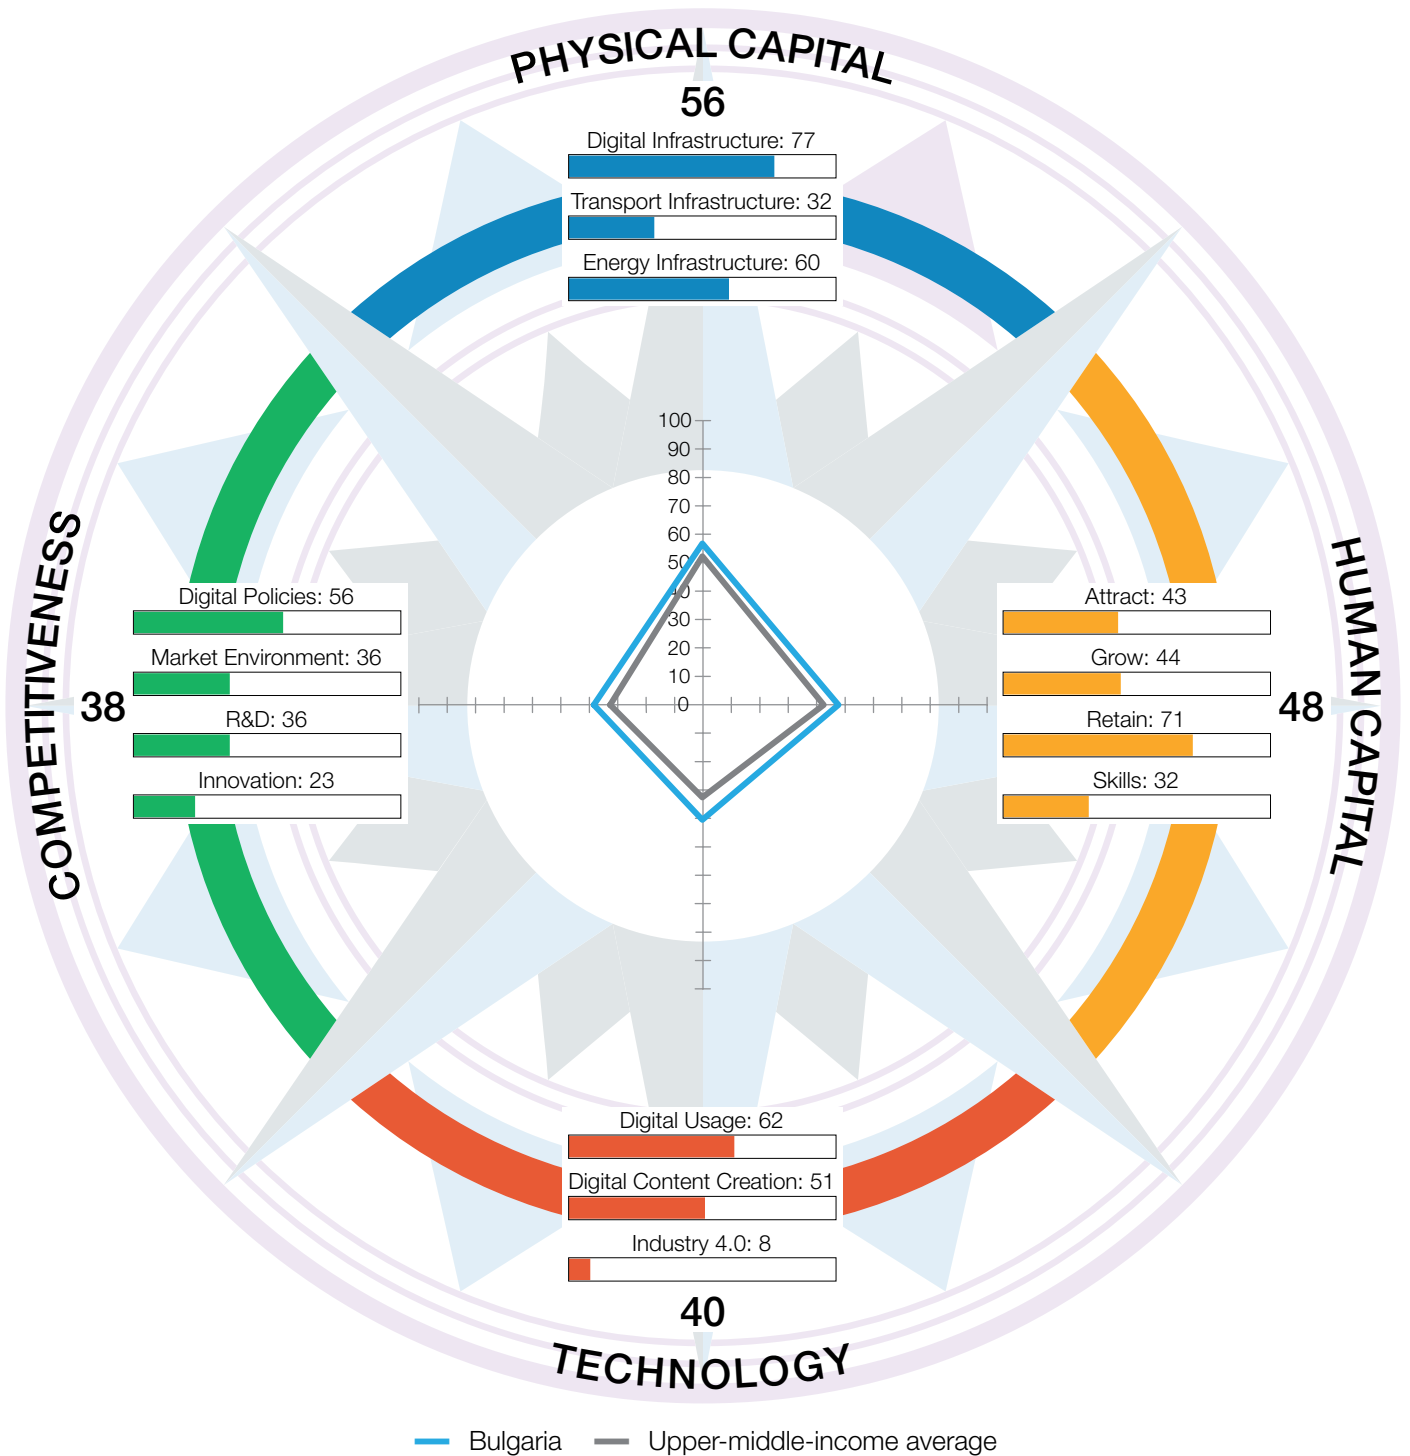 PHYSICAL CAPITAL
56
Digital Infrastructure: 77
Transport Infrastructure: 32
Energy Infrastructure: 60
100
90
80
70
60
50
40
30
20
10
0
COMPETITIVENESS
38
Digital Policies: 56
Market Environment: 36
R&D: 36
Innovation: 23
HUMAN CAPITAL
48
Attract: 43
Grow: 44
Retain: 71
Skills: 32
Digital Usage: 62
Digital Content Creation: 51
Industry 4.0: 8
40
TECHNOLOGY
Bulgaria
Upper-middle-income average